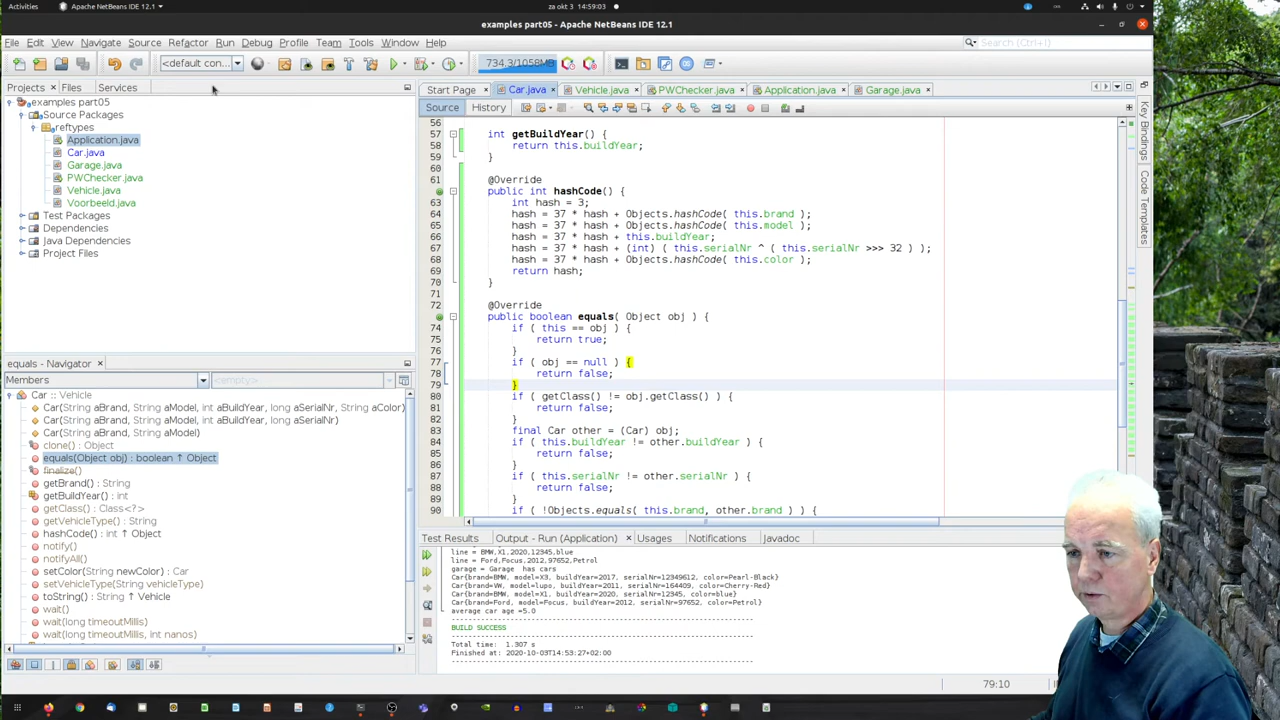 Activities
Apache NetBeans IDE 12.1
za okt 3 14:59:03
examples part05 - Apache NetBeans IDE 12.1
File Edit View Navigate Source Refactor Run Debug Profile Team Tools Window Help
Search (Ctrl+I)
<default con...
734.3/1058MB
Projects × Files Services
Start Page × Car.java × Vehicle.java × PWChecker.java × Application.java × Garage.java ×
Source History
examples part05
Source Packages
reftypes
Application.java
Car.java
Garage.java
PWChecker.java
Vehicle.java
Voorbeeld.java
Test Packages
Dependencies
Java Dependencies
Project Files
56
57 int getBuildYear() {
58 return this.buildYear;
59 }
60
61 @Override
public int hashCode() {
63 int hash = 3;
64 hash = 37 * hash + Objects.hashCode( this.brand );
65 hash = 37 * hash + Objects.hashCode( this.model );
66 hash = 37 * hash + this.buildYear;
67 hash = 37 * hash + (int) ( this.serialNr ^ ( this.serialNr >>> 32 ) );
68 hash = 37 * hash + Objects.hashCode( this.color );
69 return hash;
70 }
71
72 @Override
public boolean equals( Object obj ) {
74 if ( this == obj ) {
75 return true;
76 }
77 if ( obj == null ) {
78 return false;
79 }
80 if ( getClass() != obj.getClass() ) {
81 return false;
82 }
83 final Car other = (Car) obj;
84 if ( this.buildYear != other.buildYear ) {
85 return false;
86 }
87 if ( this.serialNr != other.serialNr ) {
88 return false;
89 }
90 if ( !Objects.equals( this.brand, other.brand ) ) {
Key Bindings
Code Templates
equals - Navigator ×
Members
<empty>
Car :: Vehicle
Car(String aBrand, String aModel, int aBuildYear, long aSerialNr, String aColor)
Car(String aBrand, String aModel, int aBuildYear, long aSerialNr)
Car(String aBrand, String aModel)
clone() : Object
equals(Object obj) : boolean ↑ Object
finalize()
getBrand() : String
getBuildYear() : int
getClass() : Class<?>
getVehicleType() : String
hashCode() : int ↑ Object
notify()
notifyAll()
setColor(String newColor) : Car
setVehicleType(String vehicleType)
toString() : String ↑ Vehicle
wait()
wait(long timeoutMillis)
wait(long timeoutMillis, int nanos)
Test Results Output - Run (Application) × Usages Notifications Javadoc
line = BMW,X1,2020,12345,blue
line = Ford,Focus,2012,97652,Petrol
garage = Garage has cars
Car{brand=BMW, model=X3, buildYear=2017, serialNr=12349612, color=Pearl-Black}
Car{brand=VW, model=lupo, buildYear=2011, serialNr=164409, color=Cherry-Red}
Car{brand=BMW, model=X1, buildYear=2020, serialNr=12345, color=blue}
Car{brand=Ford, model=Focus, buildYear=2012, serialNr=97652, color=Petrol}
average car age =5.0
------------------------------------------------------------------------
BUILD SUCCESS
------------------------------------------------------------------------
Total time: 1.307 s
Finished at: 2020-10-03T14:53:27+02:00
------------------------------------------------------------------------
79:10